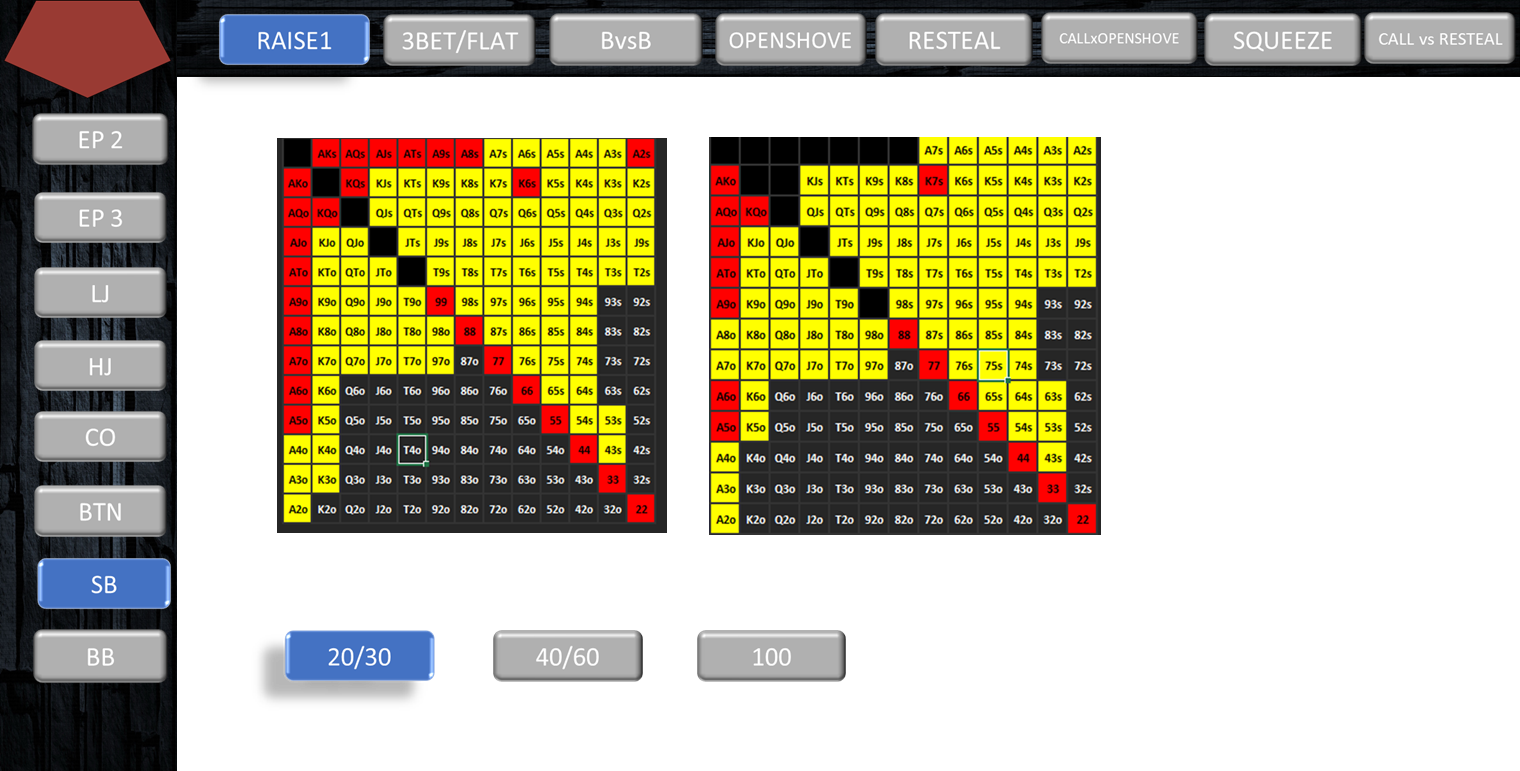 RAISE1 3BET/FLAT BvsB OPENSHOVE RESTEAL CALLxOPENSHOVE SQUEEZE CALL vs RESTEAL
EP 2
EP 3
LJ
HJ
CO
BTN
SB
BB
AKs AQs AJs ATs A9s A8s A7s A6s A5s A4s A3s A2s
AKo KQs KJs KTs K9s K8s K7s K6s K5s K4s K3s K2s
AQo KQo QJs QTs Q9s Q8s Q7s Q6s Q5s Q4s Q3s Q2s
AJo KJo QJo JTs J9s J8s J7s J6s J5s J4s J3s J9s
ATo KTo QTo JTo T9s T8s T7s T6s T5s T4s T3s T2s
A9o K9o Q9o J9o T9o 99 98s 97s 96s 95s 94s 93s 92s
A8o K8o Q8o J8o T8o 98o 88 87s 86s 85s 84s 83s 82s
A7o K7o Q7o J7o T7o 97o 87o 77 76s 75s 74s 73s 72s
A6o K6o Q6o J6o T6o 96o 86o 76o 66 65s 64s 63s 62s
A5o K5o Q5o J5o T5o 95o 85o 75o 65o 55 54s 53s 52s
A4o K4o Q4o J4o T4o 94o 84o 74o 64o 54o 44 43s 42s
A3o K3o Q3o J3o T3o 93o 83o 73o 63o 53o 43o 33 32s
A2o K2o Q2o J2o T2o 92o 82o 72o 62o 52o 42o 32o 22
A7s A6s A5s A4s A3s A2s
AKo KJs KTs K9s K8s K7s K6s K5s K4s K3s K2s
AQo KQo QJs QTs Q9s Q8s Q7s Q6s Q5s Q4s Q3s Q2s
AJo KJo QJo JTs J9s J8s J7s J6s J5s J4s J3s J9s
ATo KTo QTo JTo T9s T8s T7s T6s T5s T4s T3s T2s
A9o K9o Q9o J9o T9o 98s 97s 96s 95s 94s 93s 92s
A8o K8o Q8o J8o T8o 98o 88 87s 86s 85s 84s 83s 82s
A7o K7o Q7o J7o T7o 97o 87o 77 76s 75s 74s 73s 72s
A6o K6o Q6o J6o T6o 96o 86o 76o 66 65s 64s 63s 62s
A5o K5o Q5o J5o T5o 95o 85o 75o 65o 55 54s 53s 52s
A4o K4o Q4o J4o T4o 94o 84o 74o 64o 54o 44 43s 42s
A3o K3o Q3o J3o T3o 93o 83o 73o 63o 53o 43o 33 32s
A2o K2o Q2o J2o T2o 92o 82o 72o 62o 52o 42o 32o 22
20/30 40/60 100